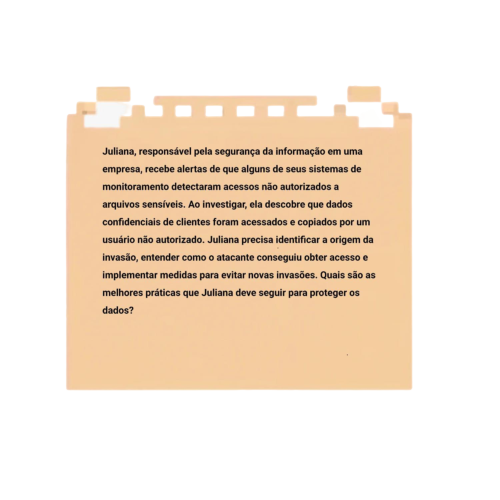 Juliana, responsável pela segurança da informação em uma
empresa, recebe alertas de que alguns de seus sistemas de
monitoramento detectaram acessos não autorizados a
arquivos sensíveis. Ao investigar, ela descobre que dados
confidenciais de clientes foram acessados e copiados por um
usuário não autorizado. Juliana precisa identificar a origem da
invasão, entender como o atacante conseguiu obter acesso e
implementar medidas para evitar novas invasões. Quais são as
melhores práticas que Juliana deve seguir para proteger os
dados?